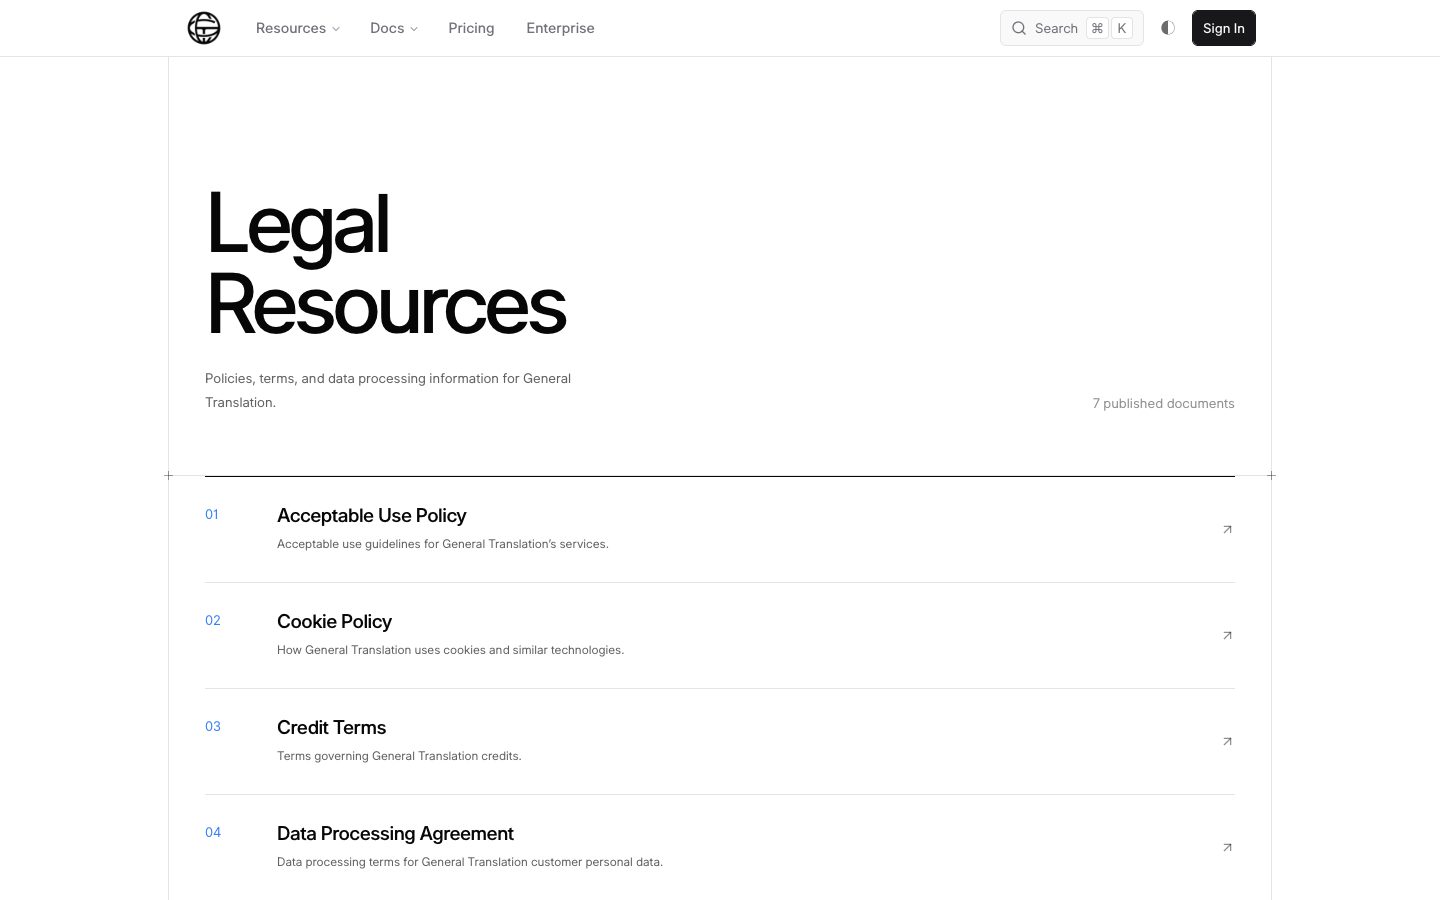 Resources
Docs
Pricing
Enterprise
Search ⌘ K
Sign In
Legal
Resources
Policies, terms, and data processing information for General
Translation.
7 published documents
01
Acceptable Use Policy
Acceptable use guidelines for General Translation’s services.
02
Cookie Policy
How General Translation uses cookies and similar technologies.
03
Credit Terms
Terms governing General Translation credits.
04
Data Processing Agreement
Data processing terms for General Translation customer personal data.